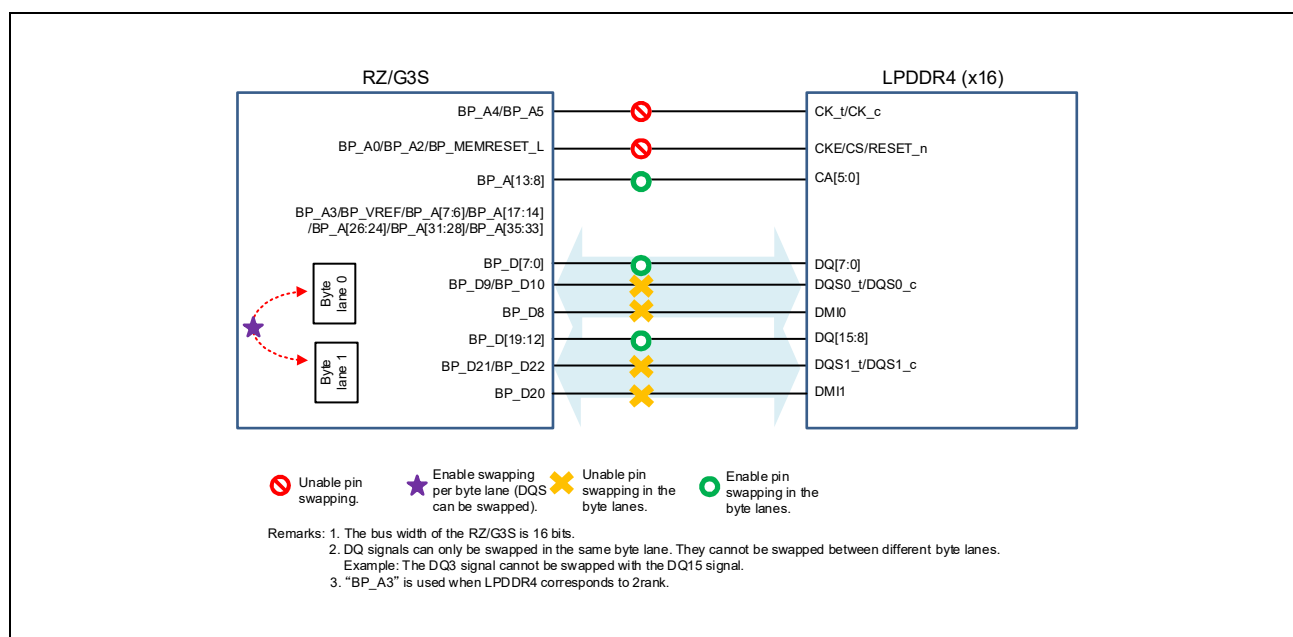 RZ/G3S
LPDDR4 (x16)
BP_A4/BP_A5
CK_t/CK_c
BP_A0/BP_A2/BP_MEMRESET_L
CKE/CS/RESET_n
BP_A[13:8]
CA[5:0]
BP_A3/BP_VREF/BP_A[7:6]/BP_A[17:14]
/BP_A[26:24]/BP_A[31:28]/BP_A[35:33]
BP_D[7:0]
DQ[7:0]
BP_D9/BP_D10
DQS0_t/DQS0_c
BP_D8
DMI0
BP_D[19:12]
DQ[15:8]
BP_D21/BP_D22
DQS1_t/DQS1_c
BP_D20
DMI1
Byte
lane 0
Byte
lane 1
Unable pin
swapping.
Enable swapping
per byte lane (DQS
can be swapped).
Unable pin
swapping in the
byte lanes.
Enable pin
swapping in the
byte lanes.
Remarks: 1. The bus width of the RZ/G3S is 16 bits.
2. DQ signals can only be swapped in the same byte lane. They cannot be swapped between different byte lanes.
Example: The DQ3 signal cannot be swapped with the DQ15 signal.
3. “BP_A3” is used when LPDDR4 corresponds to 2rank.